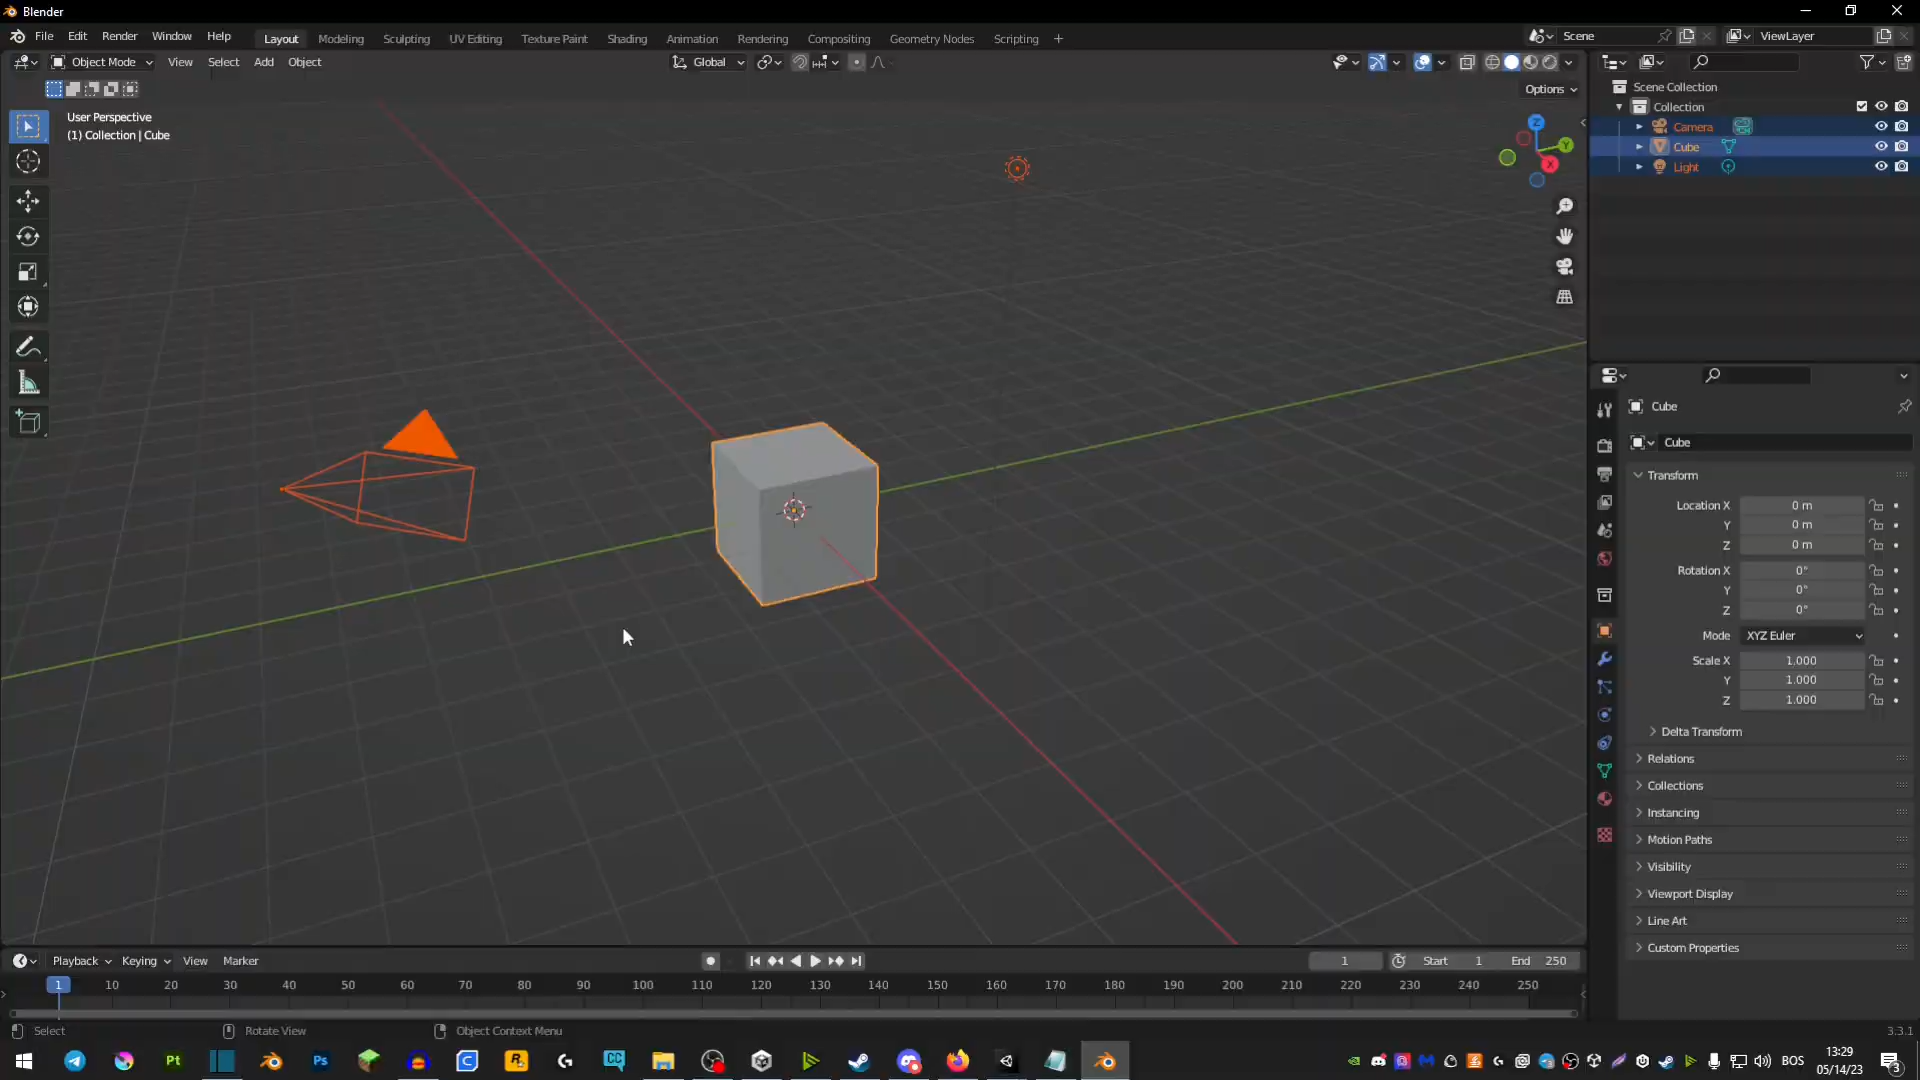 Blender
File Edit Render Window Help
Layout Modeling Sculpting UV Editing Texture Paint Shading Animation Rendering Compositing Geometry Nodes Scripting +
Scene
ViewLayer
Object Mode View Select Add Object
Global
Options
User Perspective
(1) Collection | Cube
Z
Y
X
Scene Collection
Collection
Camera
Cube
Light
Cube
Cube
Transform
Location X 0 m
Y 0 m
Z 0 m
Rotation X 0°
Y 0°
Z 0°
Mode XYZ Euler
Scale X 1.000
Y 1.000
Z 1.000
Delta Transform
Relations
Collections
Instancing
Motion Paths
Visibility
Viewport Display
Line Art
Custom Properties
Playback Keying View Marker
1 Start 1 End 250
1 10 20 30 40 50 60 70 80 90 100 110 120 130 140 150 160 170 180 190 200 210 220 230 240 250
Select Rotate View Object Context Menu
3.3.1
Pt
Ps
R
CC
BOS
13:29
05/14/23
3